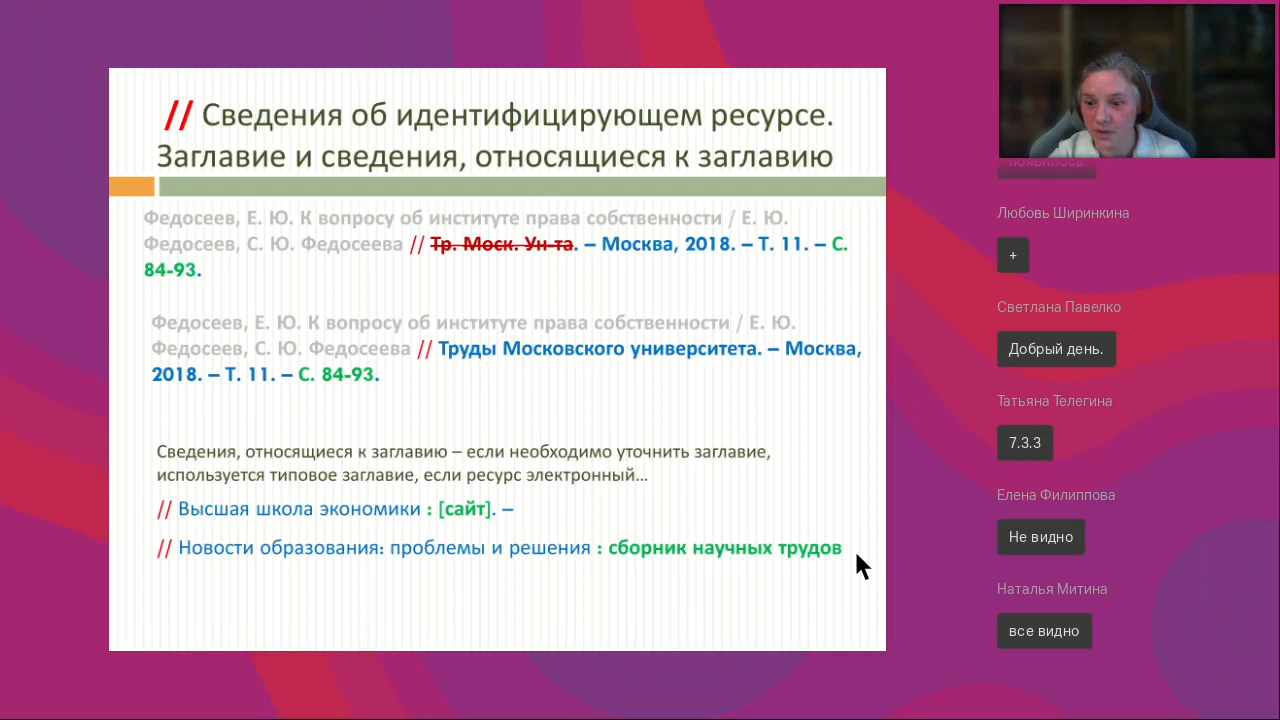 // Сведения об идентифицирующем ресурсе.
Заглавие и сведения, относящиеся к заглавию
Федосеев, Е. Ю. К вопросу об институте права собственности / Е. Ю.
Федосеев, С. Ю. Федосеева // Тр. Моск. Ун-та. – Москва, 2018. – Т. 11. – С.
84-93.
Федосеев, Е. Ю. К вопросу об институте права собственности / Е. Ю.
Федосеев, С. Ю. Федосеева // Труды Московского университета. – Москва,
2018. – Т. 11. – С. 84-93.
Сведения, относящиеся к заглавию – если необходимо уточнить заглавие,
используется типовое заглавие, если ресурс электронный…
// Высшая школа экономики : [сайт]. –
// Новости образования: проблемы и решения : сборник научных трудов
Любовь Ширинкина
+
Светлана Павелко
Добрый день.
Татьяна Телегина
7.3.3
Елена Филиппова
Не видно
Наталья Митина
все видно